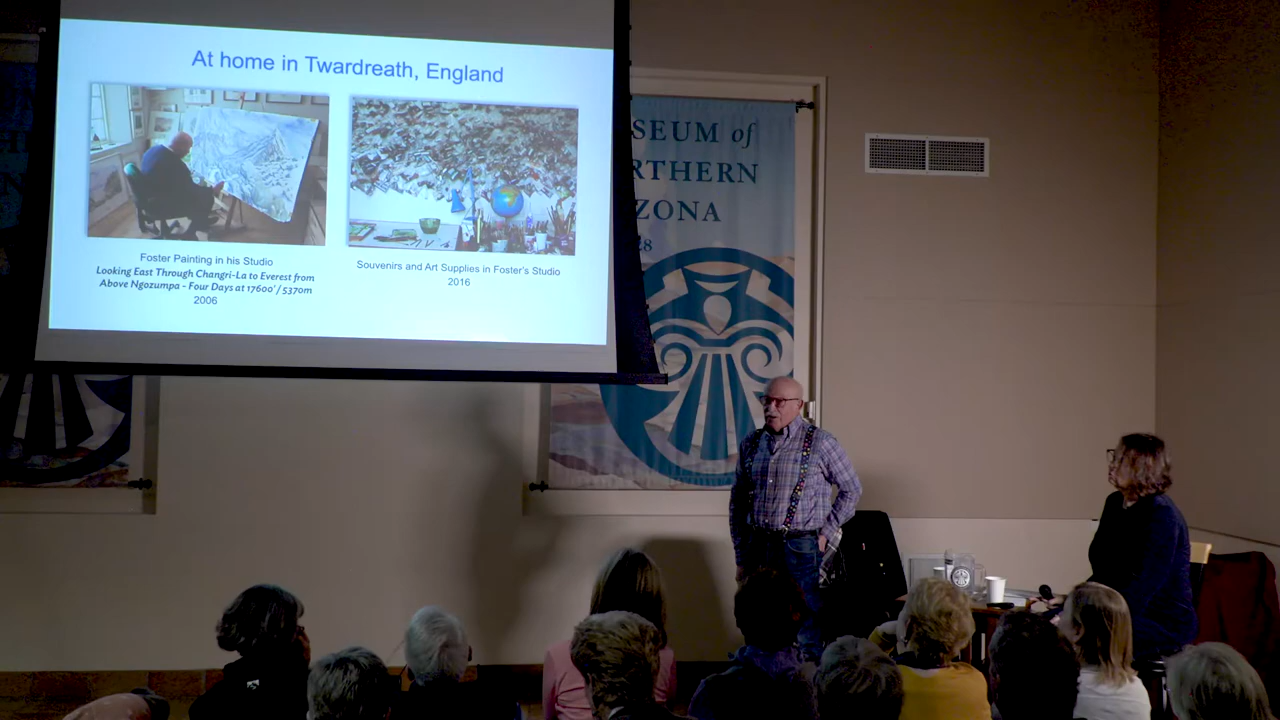 At home in Twardreath, England
Foster Painting in his Studio
Looking East Through Changri-La to Everest from
Above Ngozumpa - Four Days at 17600' / 5370m
2006
Souvenirs and Art Supplies in Foster's Studio
2016
SEUM of
RTHERN
ZONA
28